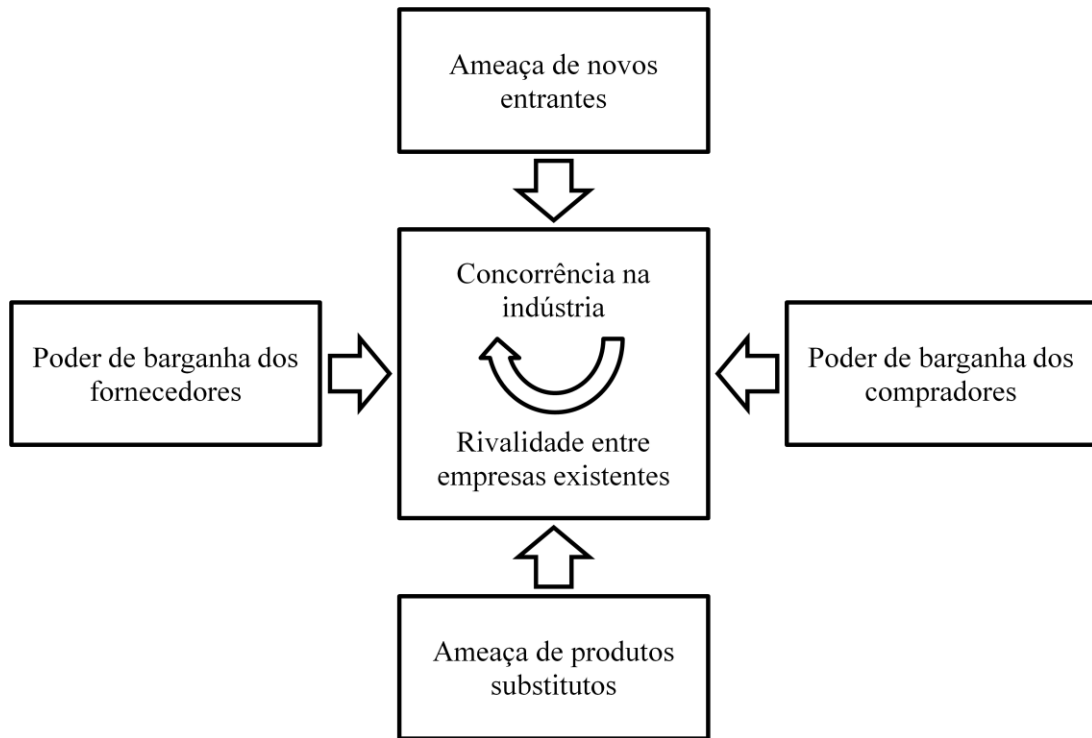 Ameaça de novos
entrantes
Concorrência na
indústria
Poder de barganha dos
fornecedores
Poder de barganha dos
compradores
Rivalidade entre
empresas existentes
Ameaça de produtos
substitutos